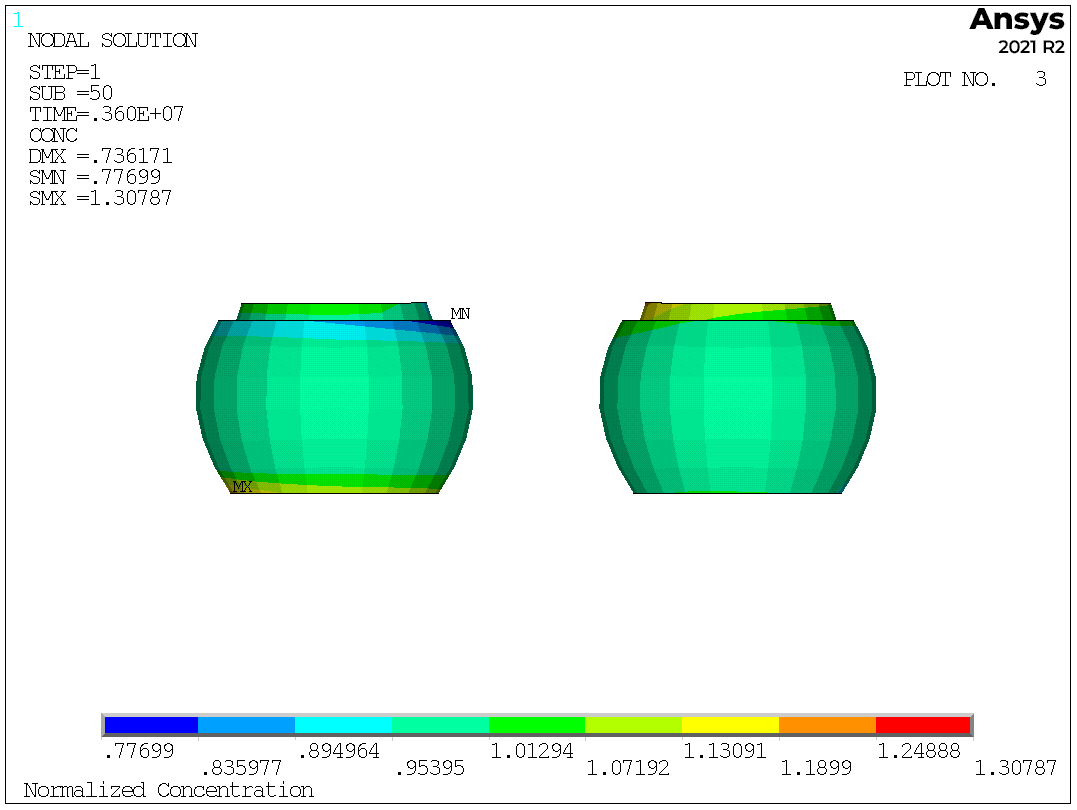 1
Ansys
2021 R2
NODAL SOLUTION
PLOT NO. 3
STEP=1
SUB =50
TIME=.360E+07
CONC
DMX =.736171
SMN =.77699
SMX =1.30787
MN
MX
.77699
.835977
.894964
.95395
1.01294
1.07192
1.13091
1.1899
1.24888
1.30787
Normalized Concentration